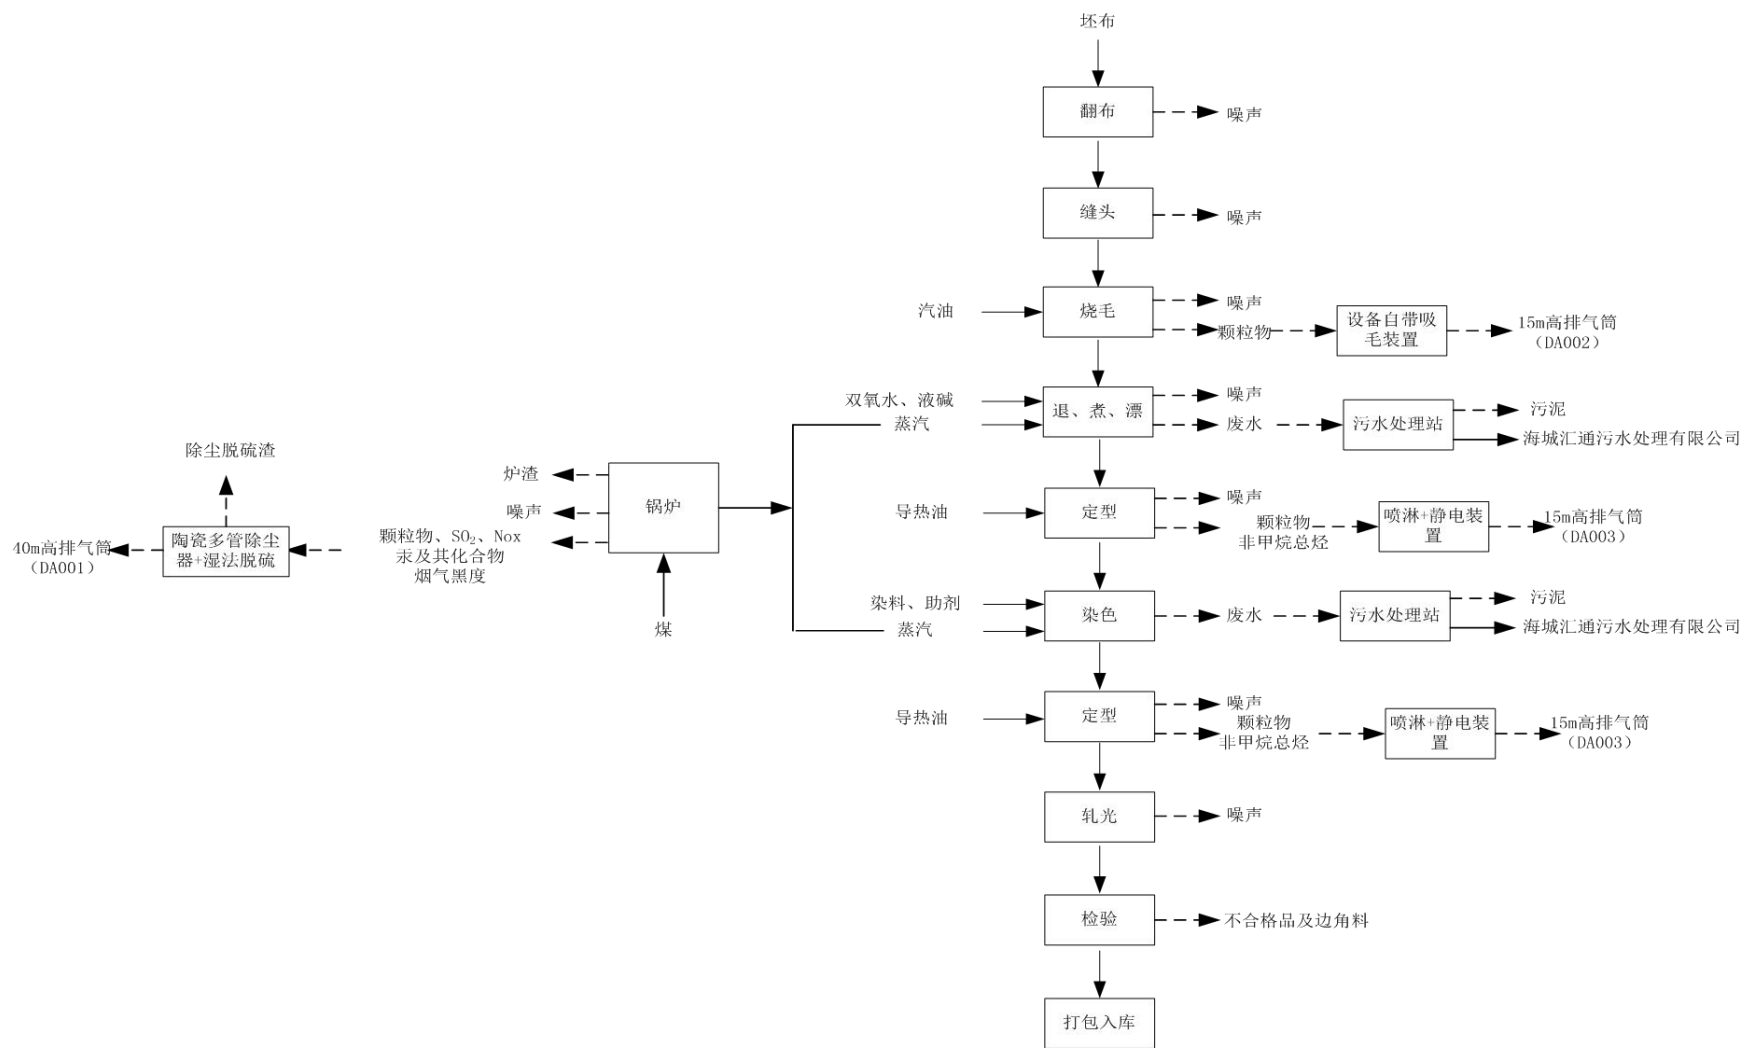 坯布
翻布
噪声
缝头
噪声
汽油
烧毛
噪声
颗粒物
设备自带吸
毛装置
15m高排气筒
（DA002）
双氧水、液碱
蒸汽
退、煮、漂
噪声
废水
污水处理站
污泥
海城汇通污水处理有限公司
除尘脱硫渣
40m高排气筒
（DA001）
陶瓷多管除尘
器+湿法脱硫
炉渣
噪声
颗粒物、SO₂、Nox
汞及其化合物
烟气黑度
锅炉
煤
导热油
定型
噪声
颗粒物
非甲烷总烃
喷淋+静电装
置
15m高排气筒
（DA003）
染料、助剂
蒸汽
染色
废水
污水处理站
污泥
海城汇通污水处理有限公司
导热油
定型
噪声
颗粒物
非甲烷总烃
喷淋+静电装
置
15m高排气筒
（DA003）
轧光
噪声
检验
不合格品及边角料
打包入库